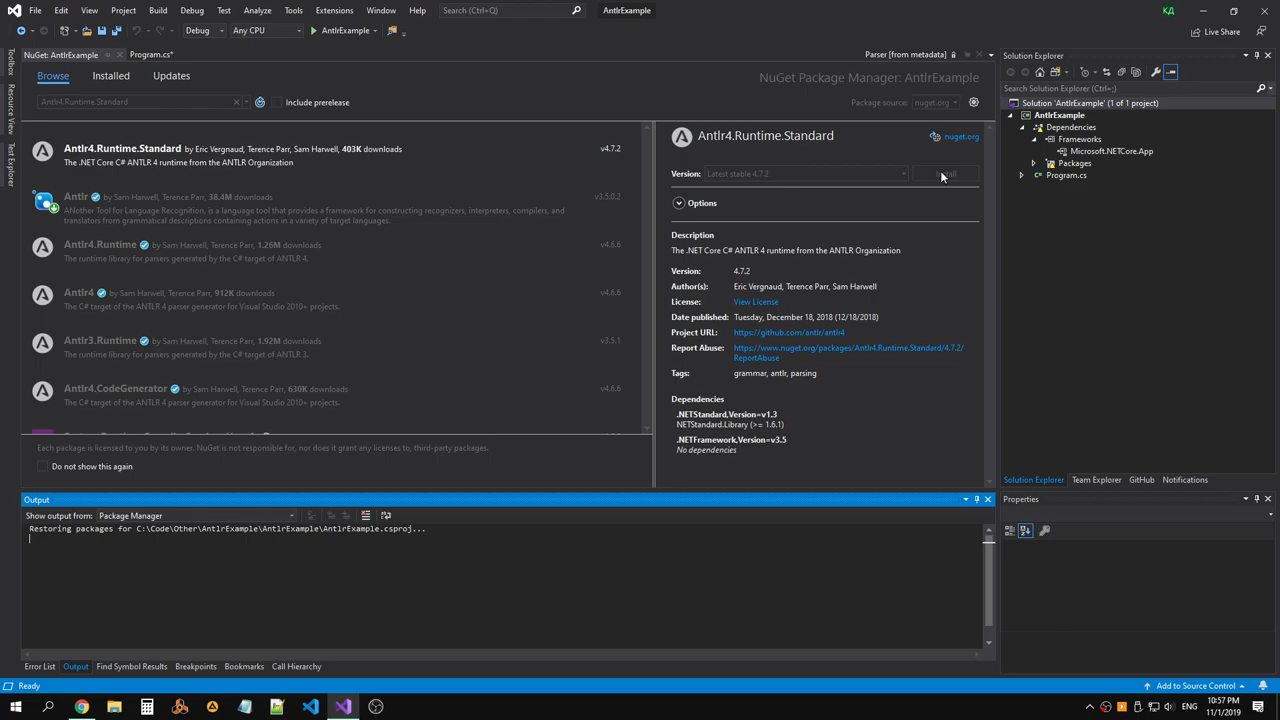 File Edit View Project Build Debug Test Analyze Tools Extensions Window Help Search (Ctrl+Q) AntlrExample КД
Debug Any CPU AntlrExample Live Share
NuGet: AntlrExample Program.cs* Parser [from metadata]
Toolbox
Resource View
Test Explorer
Browse Installed Updates
NuGet Package Manager: AntlrExample
Antlr4.Runtime.Standard Include prerelease
Package source: nuget.org
Antlr4.Runtime.Standard by Eric Vergnaud, Terence Parr, Sam Harwell, 403K downloads v4.7.2
The .NET Core C# ANTLR 4 runtime from the ANTLR Organization
Antlr by Sam Harwell, Terence Parr, 38.4M downloads v3.5.0.2
ANother Tool for Language Recognition, is a language tool that provides a framework for constructing recognizers, interpreters, compilers, and
translators from grammatical descriptions containing actions in a variety of target languages.
Antlr4.Runtime by Sam Harwell, Terence Parr, 1.26M downloads v4.6.6
The runtime library for parsers generated by the C# target of ANTLR 4.
Antlr4 by Sam Harwell, Terence Parr, 912K downloads v4.6.6
The C# target of the ANTLR 4 parser generator for Visual Studio 2010+ projects.
Antlr3.Runtime by Sam Harwell, Terence Parr, 1.92M downloads v3.5.1
The runtime library for parsers generated by the C# target of ANTLR 3.
Antlr4.CodeGenerator by Sam Harwell, Terence Parr, 630K downloads v4.6.6
The C# target of the ANTLR 4 parser generator for Visual Studio 2010+ projects.
Each package is licensed to you by its owner. NuGet is not responsible for, nor does it grant any licenses to, third-party packages.
Do not show this again
Antlr4.Runtime.Standard nuget.org
Version: Latest stable 4.7.2 Install
Options
Description
The .NET Core C# ANTLR 4 runtime from the ANTLR Organization
Version: 4.7.2
Author(s): Eric Vergnaud, Terence Parr, Sam Harwell
License: View License
Date published: Tuesday, December 18, 2018 (12/18/2018)
Project URL: https://github.com/antlr/antlr4
Report Abuse: https://www.nuget.org/packages/Antlr4.Runtime.Standard/4.7.2/
ReportAbuse
Tags: grammar, antlr, parsing
Dependencies
.NETStandard,Version=v1.3
NETStandard.Library (>= 1.6.1)
.NETFramework,Version=v3.5
No dependencies
Solution Explorer
Search Solution Explorer (Ctrl+;)
Solution 'AntlrExample' (1 of 1 project)
AntlrExample
Dependencies
Frameworks
Microsoft.NETCore.App
Packages
Program.cs
Solution Explorer Team Explorer GitHub Notifications
Properties
Output
Show output from: Package Manager
Restoring packages for C:\Code\Other\AntlrExample\AntlrExample\AntlrExample.csproj...
Error List Output Find Symbol Results Breakpoints Bookmarks Call Hierarchy
Ready Add to Source Control
ENG 10:57 PM
11/1/2019